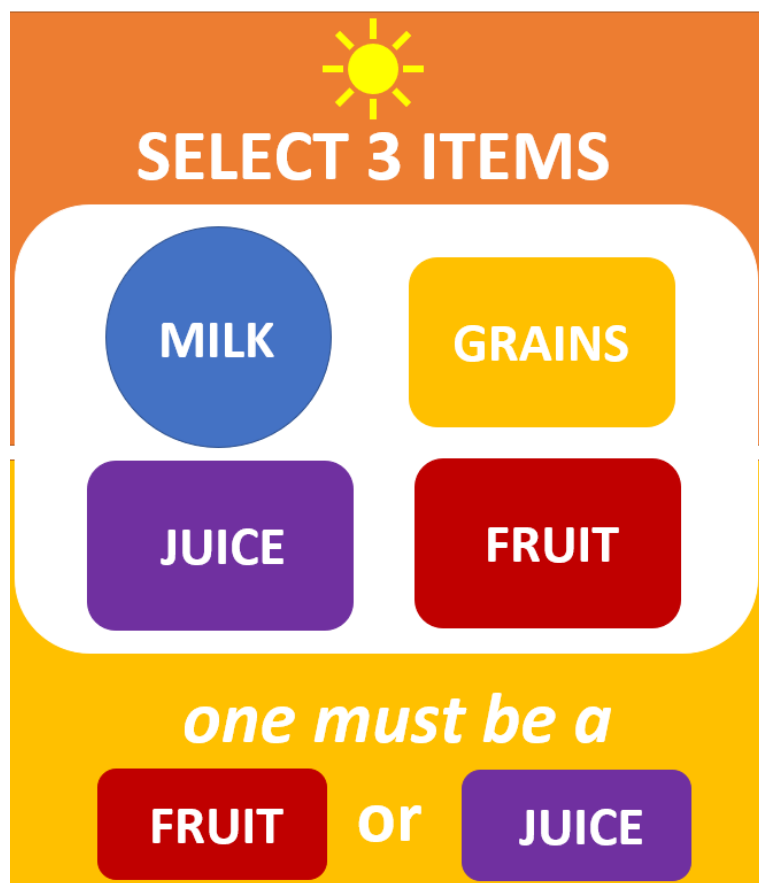 SELECT 3 ITEMS
MILK
GRAINS
JUICE
FRUIT
one must be a
FRUIT or JUICE